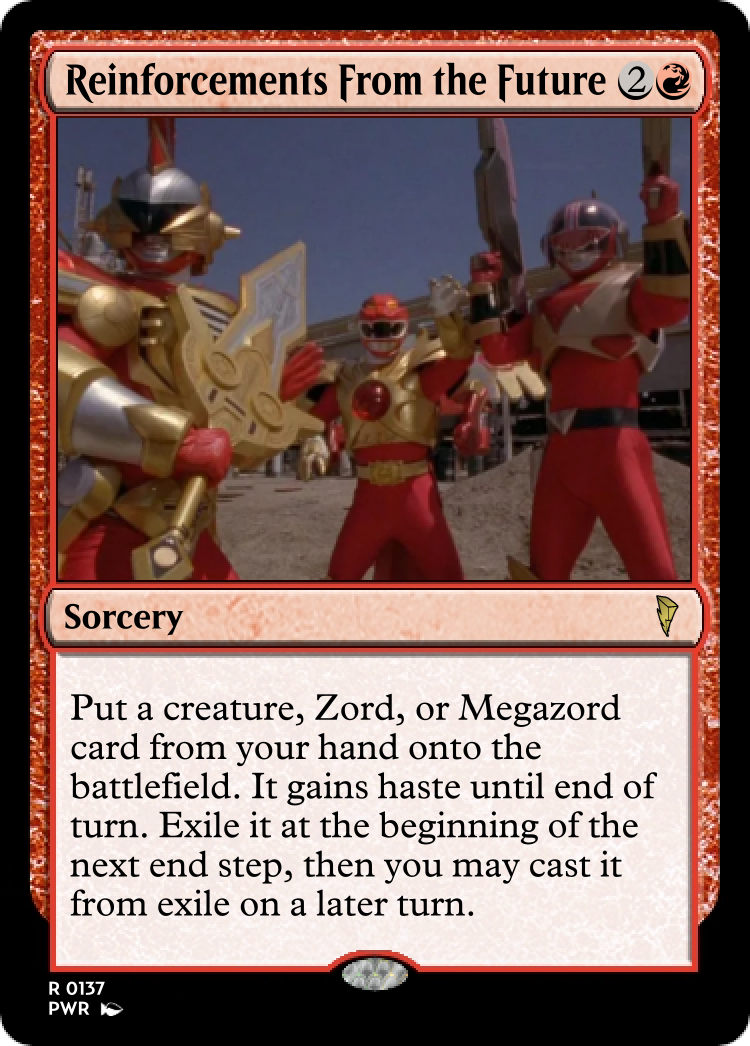 Reinforcements From the Future 2
Sorcery
Put a creature, Zord, or Megazord
card from your hand onto the
battlefield. It gains haste until end of
turn. Exile it at the beginning of the
next end step, then you may cast it
from exile on a later turn.
R 0137
PWR